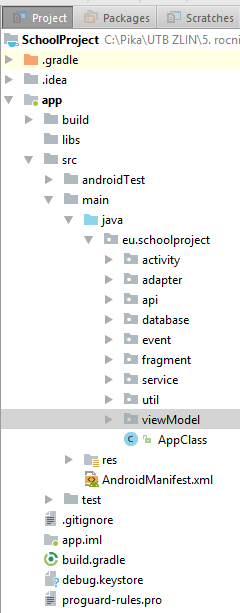 Project Packages Scratches
SchoolProject C:\Pika\UTB ZLIN\5. rocni
.gradle
.idea
app
build
libs
src
androidTest
main
java
eu.schoolproject
activity
adapter
api
database
event
fragment
service
util
viewModel
C AppClass
res
AndroidManifest.xml
test
.gitignore
app.iml
build.gradle
debug.keystore
proguard-rules.pro